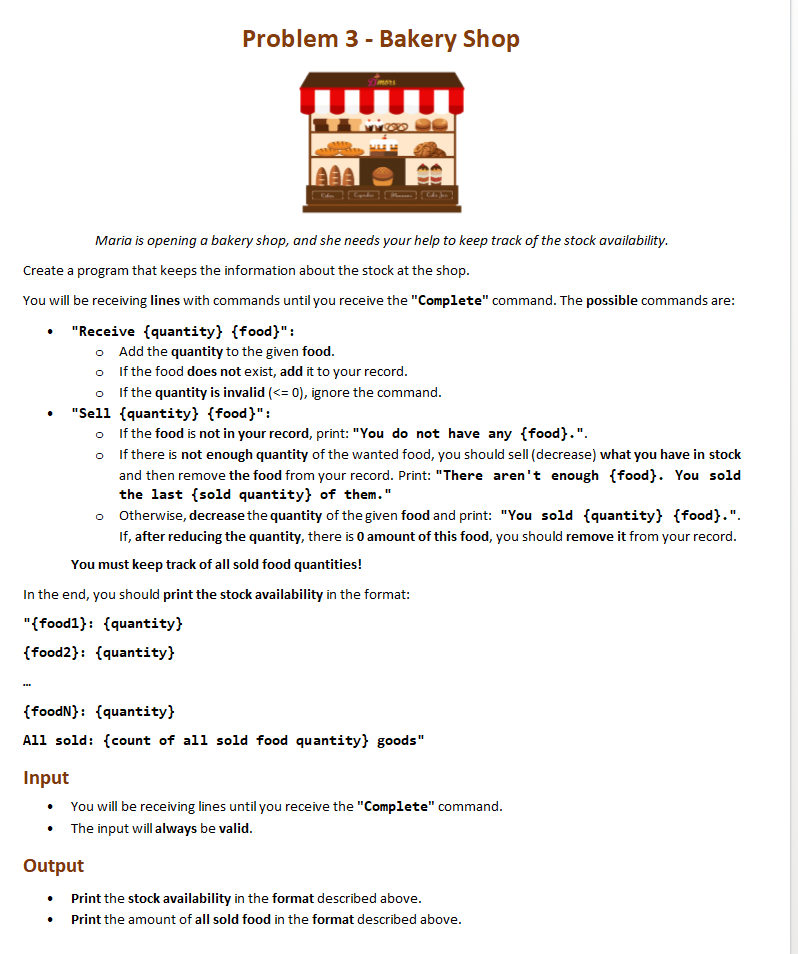 Problem 3 - Bakery Shop
Maria is opening a bakery shop, and she needs your help to keep track of the stock availability.
Create a program that keeps the information about the stock at the shop.
You will be receiving lines with commands until you receive the "Complete" command. The possible commands are:
• "Receive {quantity} {food}":
o Add the quantity to the given food.
o If the food does not exist, add it to your record.
o If the quantity is invalid (<= 0), ignore the command.
• "Sell {quantity} {food}":
o If the food is not in your record, print: "You do not have any {food}.".
o If there is not enough quantity of the wanted food, you should sell (decrease) what you have in stock
and then remove the food from your record. Print: "There aren't enough {food}. You sold
the last {sold quantity} of them."
o Otherwise, decrease the quantity of the given food and print: "You sold {quantity} {food}.".
If, after reducing the quantity, there is 0 amount of this food, you should remove it from your record.
You must keep track of all sold food quantities!
In the end, you should print the stock availability in the format:
"{food1}: {quantity}
{food2}: {quantity}
…
{foodN}: {quantity}
All sold: {count of all sold food quantity} goods"
Input
• You will be receiving lines until you receive the "Complete" command.
• The input will always be valid.
Output
• Print the stock availability in the format described above.
• Print the amount of all sold food in the format described above.